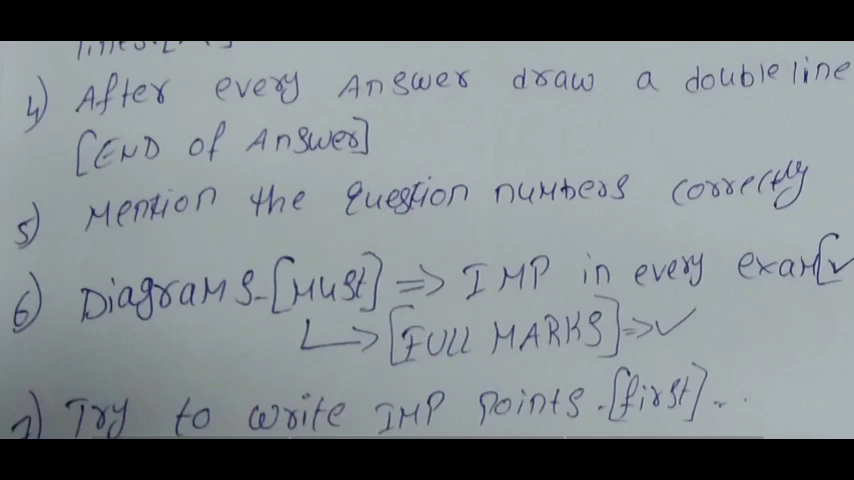 4) After every Answer draw a double line
[END of Answer]
5) Mention the Question numbers correctly
6) Diagrams-[Must] => IMP in every exam[✓
↳ [FULL MARKS] => ✓
7) Try to write IMP points.[first]...